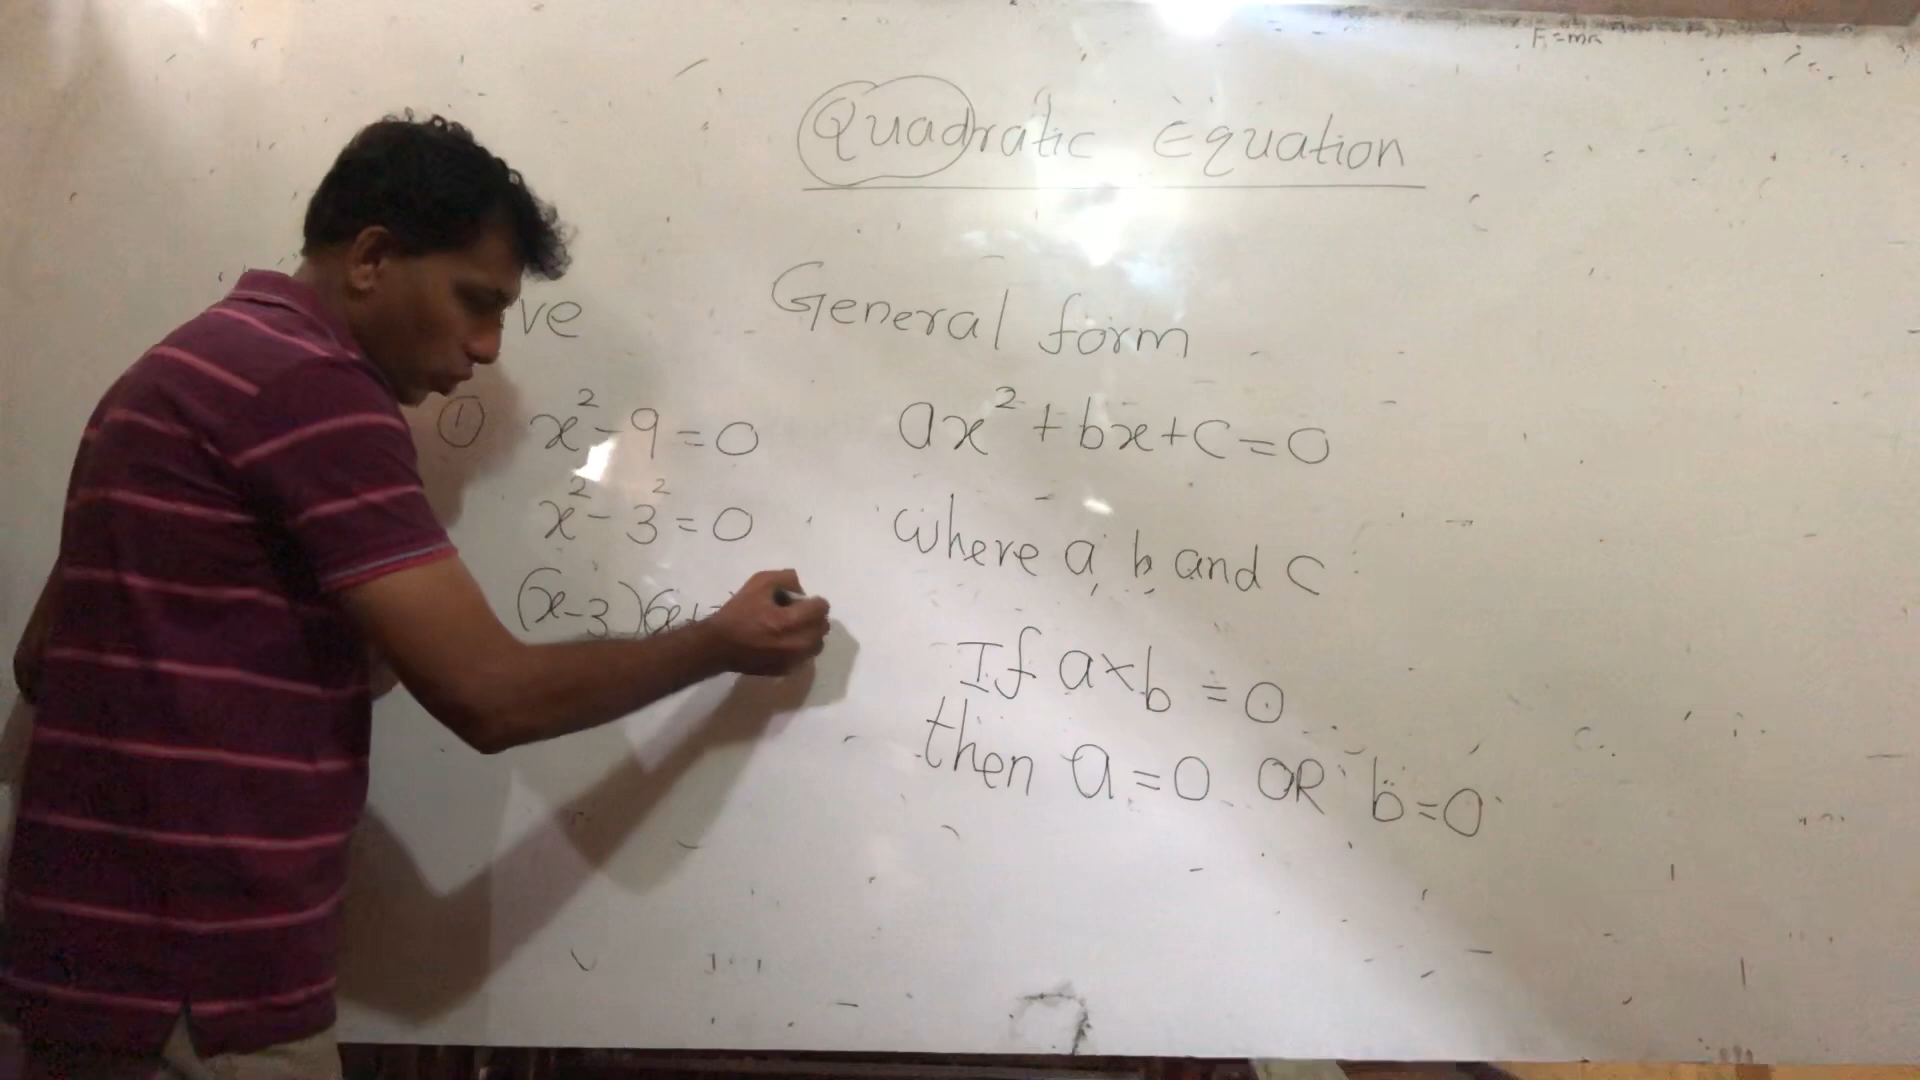 F=ma
Quadratic Equation
ve
General form
① x²-9=0
ax²+bx+c=0
x²-3²=0
where a, b, and c
(x-3)(x+
If a×b=0
then a=0 OR b=0